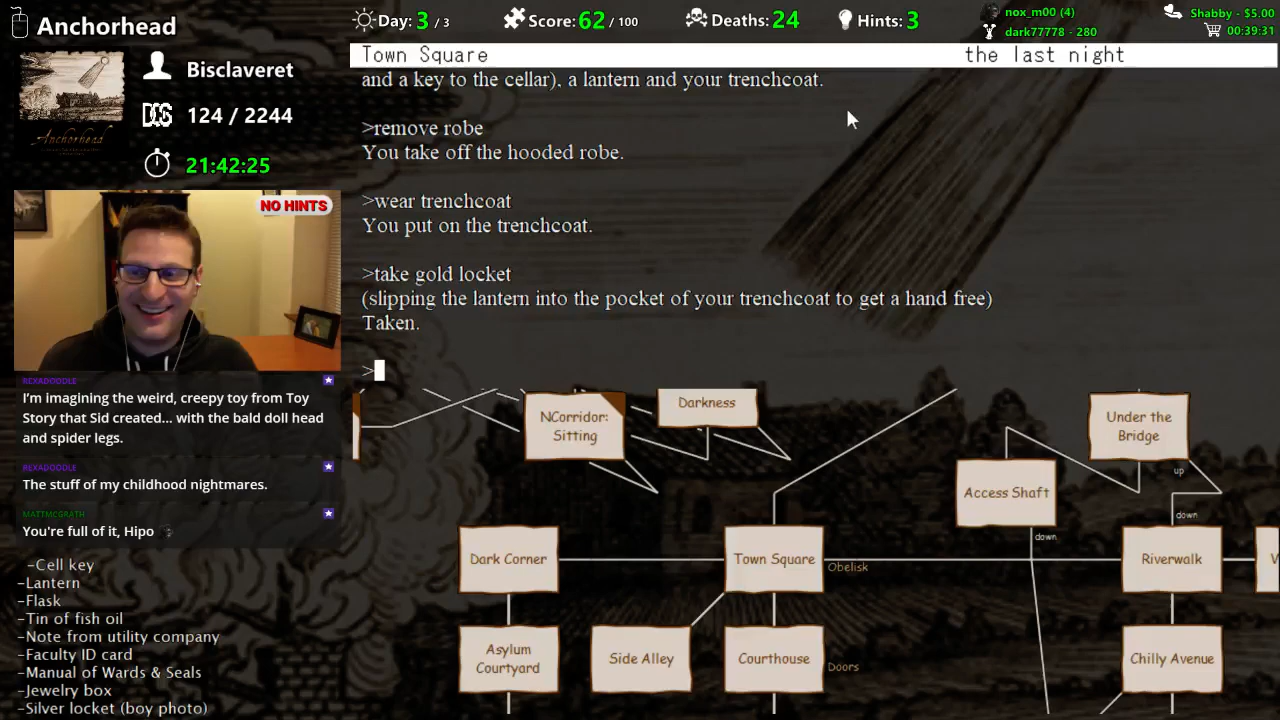 Anchorhead
Day: 3 / 3
Score: 62 / 100
Deaths: 24
Hints: 3
nox_m00 (4)
dark77778 - 280
Shabby - $5.00
00:39:31
Bisclaveret
124 / 2244
21:42:25
Anchorhead
NO HINTS
Town Square the last night
and a key to the cellar), a lantern and your trenchcoat.
>remove robe
You take off the hooded robe.
>wear trenchcoat
You put on the trenchcoat.
>take gold locket
(slipping the lantern into the pocket of your trenchcoat to get a hand free)
Taken.
>
REXADOODLE
I'm imagining the weird, creepy toy from Toy
Story that Sid created... with the bald doll head
and spider legs.
REXADOODLE
The stuff of my childhood nightmares.
MATTMCGRATH
You're full of it, Hipo
-Cell key
-Lantern
-Flask
-Tin of fish oil
-Note from utility company
-Faculty ID card
-Manual of Wards & Seals
-Jewelry box
-Silver locket (boy photo)
NCorridor:
Sitting
Darkness
Under the
Bridge
up
Access Shaft
down
down
Dark Corner
Town Square
Obelisk
Riverwalk
Asylum
Courtyard
Side Alley
Courthouse
Doors
Chilly Avenue